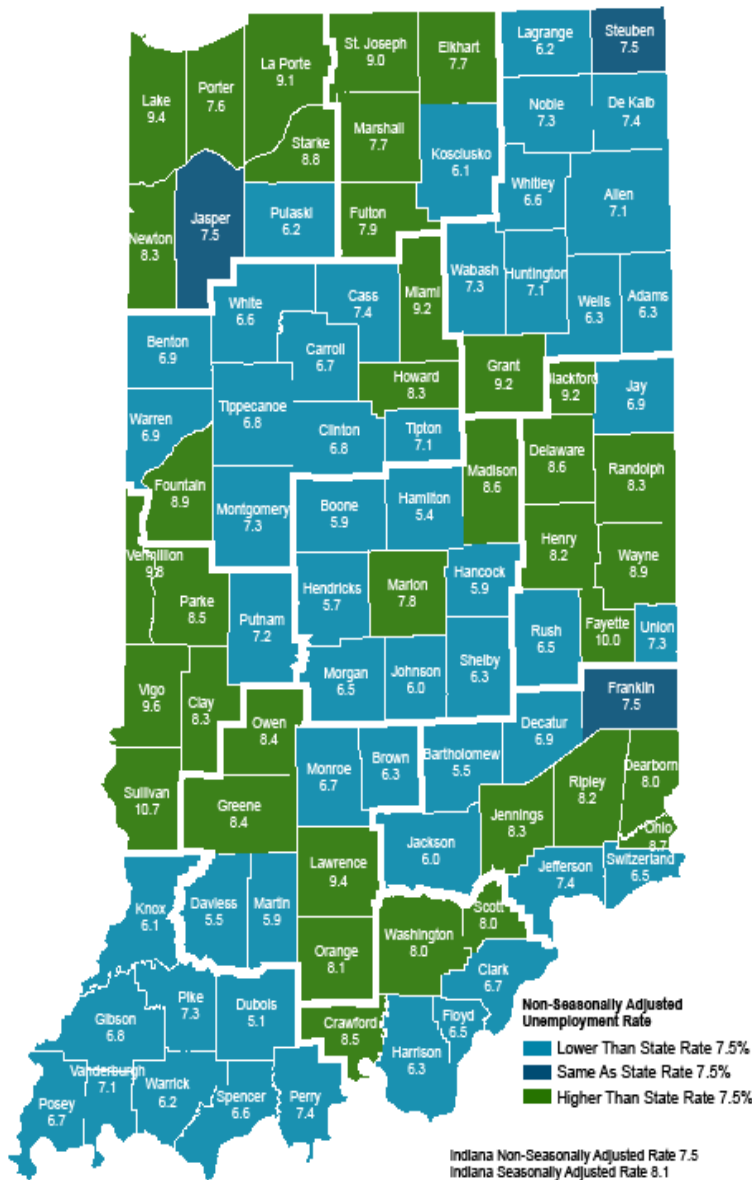 Lagrange
6.2
Steuben
7.5
St. Joseph
9.0
Elkhart
7.7
La Porte
9.1
Porter
7.6
Lake
9.4
Noble
7.3
De Kalb
7.4
Marshall
7.7
Starke
8.8
Kosciusko
6.1
Whitley
6.6
Allen
7.1
Jasper
7.5
Pulaski
6.2
Fulton
7.9
Newton
8.3
Wabash
7.3
Huntington
7.1
Miami
9.2
Wells
6.3
Adams
6.3
White
6.6
Cass
7.4
Benton
6.9
Carroll
6.7
Grant
9.2
Blackford
9.2
Jay
6.9
Howard
8.3
Warren
6.9
Tippecanoe
6.8
Clinton
6.8
Tipton
7.1
Madison
8.6
Delaware
8.6
Randolph
8.3
Fountain
8.9
Montgomery
7.3
Boone
5.9
Hamilton
5.4
Henry
8.2
Wayne
8.9
Vermillion
9.8
Parke
8.5
Putnam
7.2
Hendricks
5.7
Marion
7.8
Hancock
5.9
Rush
6.5
Fayette
10.0
Union
7.3
Vigo
9.6
Clay
8.3
Morgan
6.5
Johnson
6.0
Shelby
6.3
Franklin
7.5
Owen
8.4
Decatur
6.9
Sullivan
10.7
Greene
8.4
Monroe
6.7
Brown
6.3
Bartholomew
5.5
Jennings
8.3
Ripley
8.2
Dearborn
8.0
Ohio
8.7
Lawrence
9.4
Jackson
6.0
Jefferson
7.4
Switzerland
6.5
Knox
6.1
Daviess
5.5
Martin
5.9
Orange
8.1
Washington
8.0
Scott
8.0
Clark
6.7
Gibson
6.8
Pike
7.3
Dubois
5.1
Crawford
8.5
Harrison
6.3
Floyd
6.5
Posey
6.7
Vanderburgh
7.1
Warrick
6.2
Spencer
6.6
Perry
7.4
Non-Seasonally Adjusted
Unemployment Rate
Lower Than State Rate 7.5%
Same As State Rate 7.5%
Higher Than State Rate 7.5%
Indiana Non-Seasonally Adjusted Rate 7.5
Indiana Seasonally Adjusted Rate 8.1